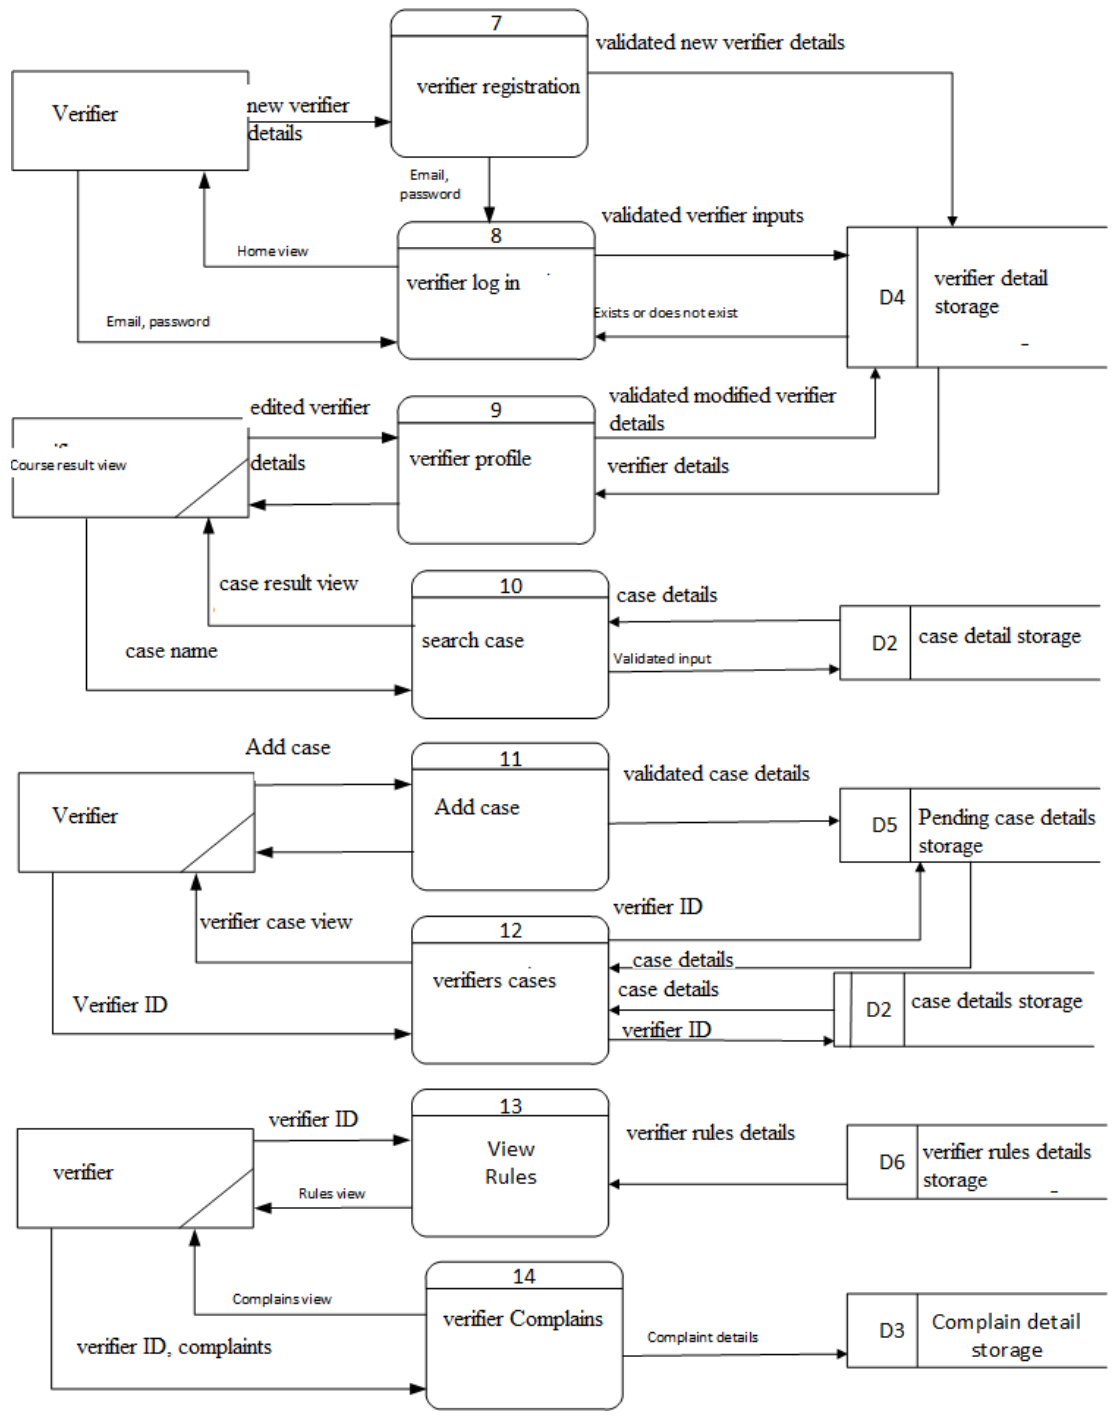 7
validated new verifier details
verifier registration
Verifier
new verifier
details
Email,
password
validated verifier inputs
8
Home view
verifier log in
verifier detail
storage
D4
Exists or does not exist
Email, password
edited verifier
9
validated modified verifier
details
Course result view
details
verifier profile
verifier details
case result view
10
case details
search case
D2
case detail storage
case name
Validated input
Add case
11
validated case details
Verifier
Add case
D5
Pending case details
storage
verifier ID
verifier case view
12
case details
verifiers cases
case details
Verifier ID
D2
case details storage
verifier ID
13
verifier ID
verifier rules details
View
Rules
verifier
D6
verifier rules details
storage
Rules view
14
Complains view
verifier Complains
Complain detail
storage
D3
verifier ID, complaints
Complaint details